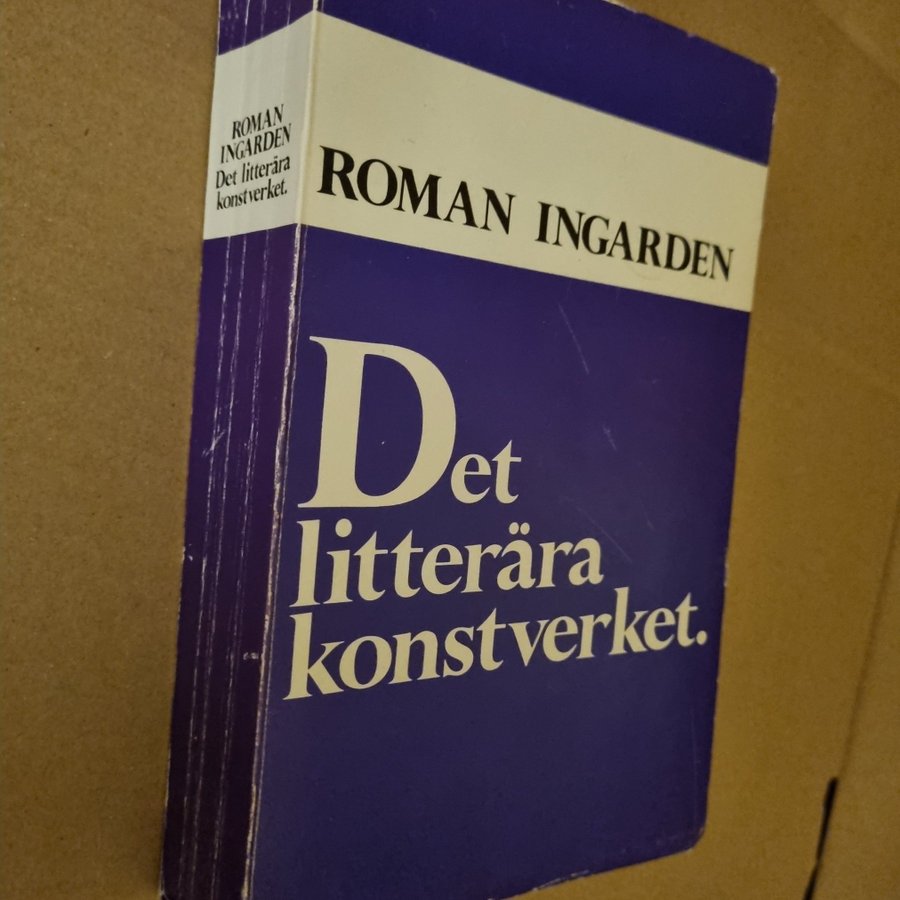 ROMAN
INGARDEN
Det litterära
konstverket.
ROMAN INGARDEN
Det
litterära
konstverket.